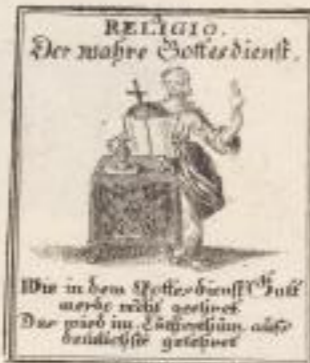 RELIGIO.
Der wahre Gottesdienst.
Wie in dem Gottesdienst Gott
werde recht geehret
Das wird im Lutherthum aufs
deutlichste gelehret